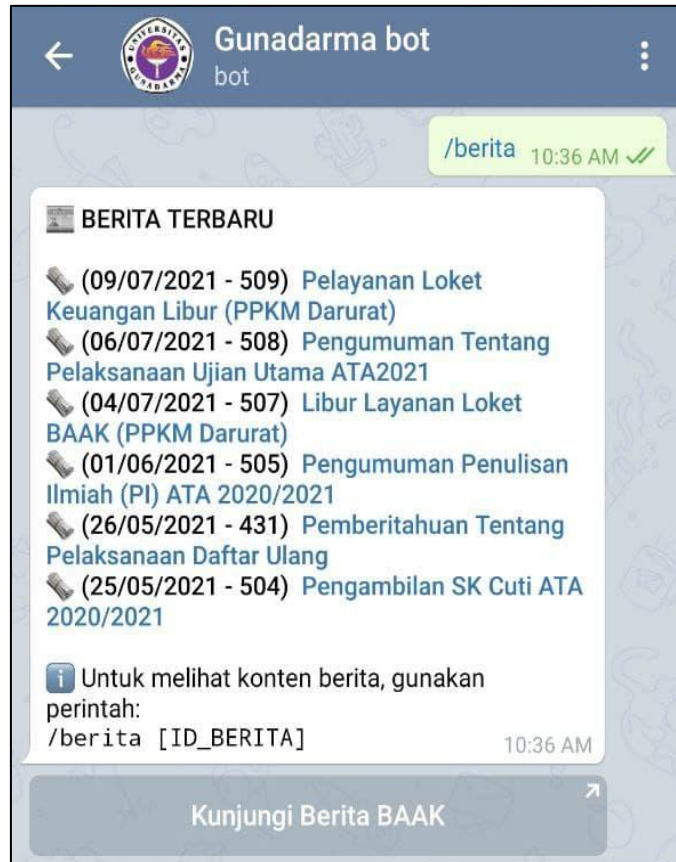 Gunadarma bot
bot
UNIVERSITAS
GUNADARMA
/berita 10:36 AM
BERITA TERBARU
(09/07/2021 - 509) Pelayanan Loket
Keuangan Libur (PPKM Darurat)
(06/07/2021 - 508) Pengumuman Tentang
Pelaksanaan Ujian Utama ATA2021
(04/07/2021 - 507) Libur Layanan Loket
BAAK (PPKM Darurat)
(01/06/2021 - 505) Pengumuman Penulisan
Ilmiah (PI) ATA 2020/2021
(26/05/2021 - 431) Pemberitahuan Tentang
Pelaksanaan Daftar Ulang
(25/05/2021 - 504) Pengambilan SK Cuti ATA
2020/2021
i Untuk melihat konten berita, gunakan
perintah:
/berita [ID_BERITA]
10:36 AM
Kunjungi Berita BAAK